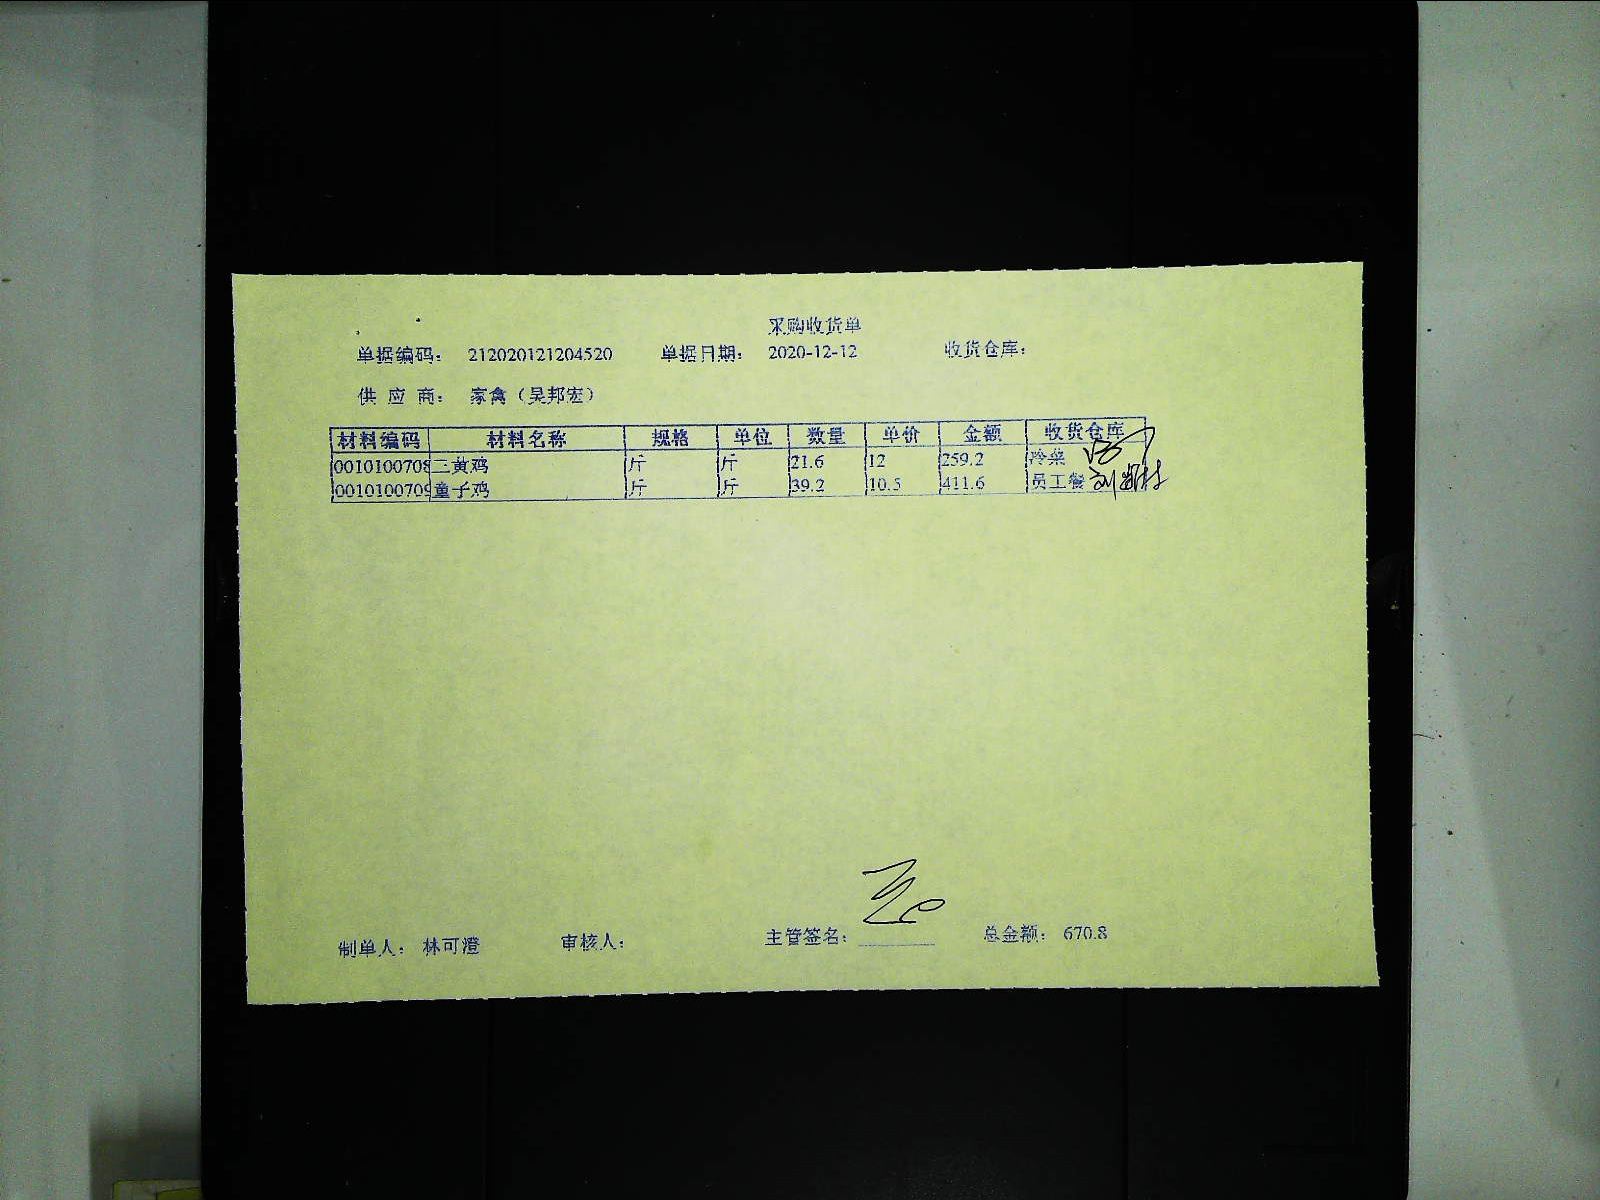 采购收货单
单据编码： 212020121204520 单据日期： 2020-12-12 收货仓库：
供 应 商： 家禽（吴邦宏）
材料编码 材料名称 规格 单位 数量 单价 金额 收货仓库
0010100708 三黄鸡 斤 斤 21.6 12 259.2 冷菜
0010100709 童子鸡 斤 斤 39.2 10.5 411.6 员工餐
制单人： 林可澄 审核人： 主管签名： 总金额： 670.8